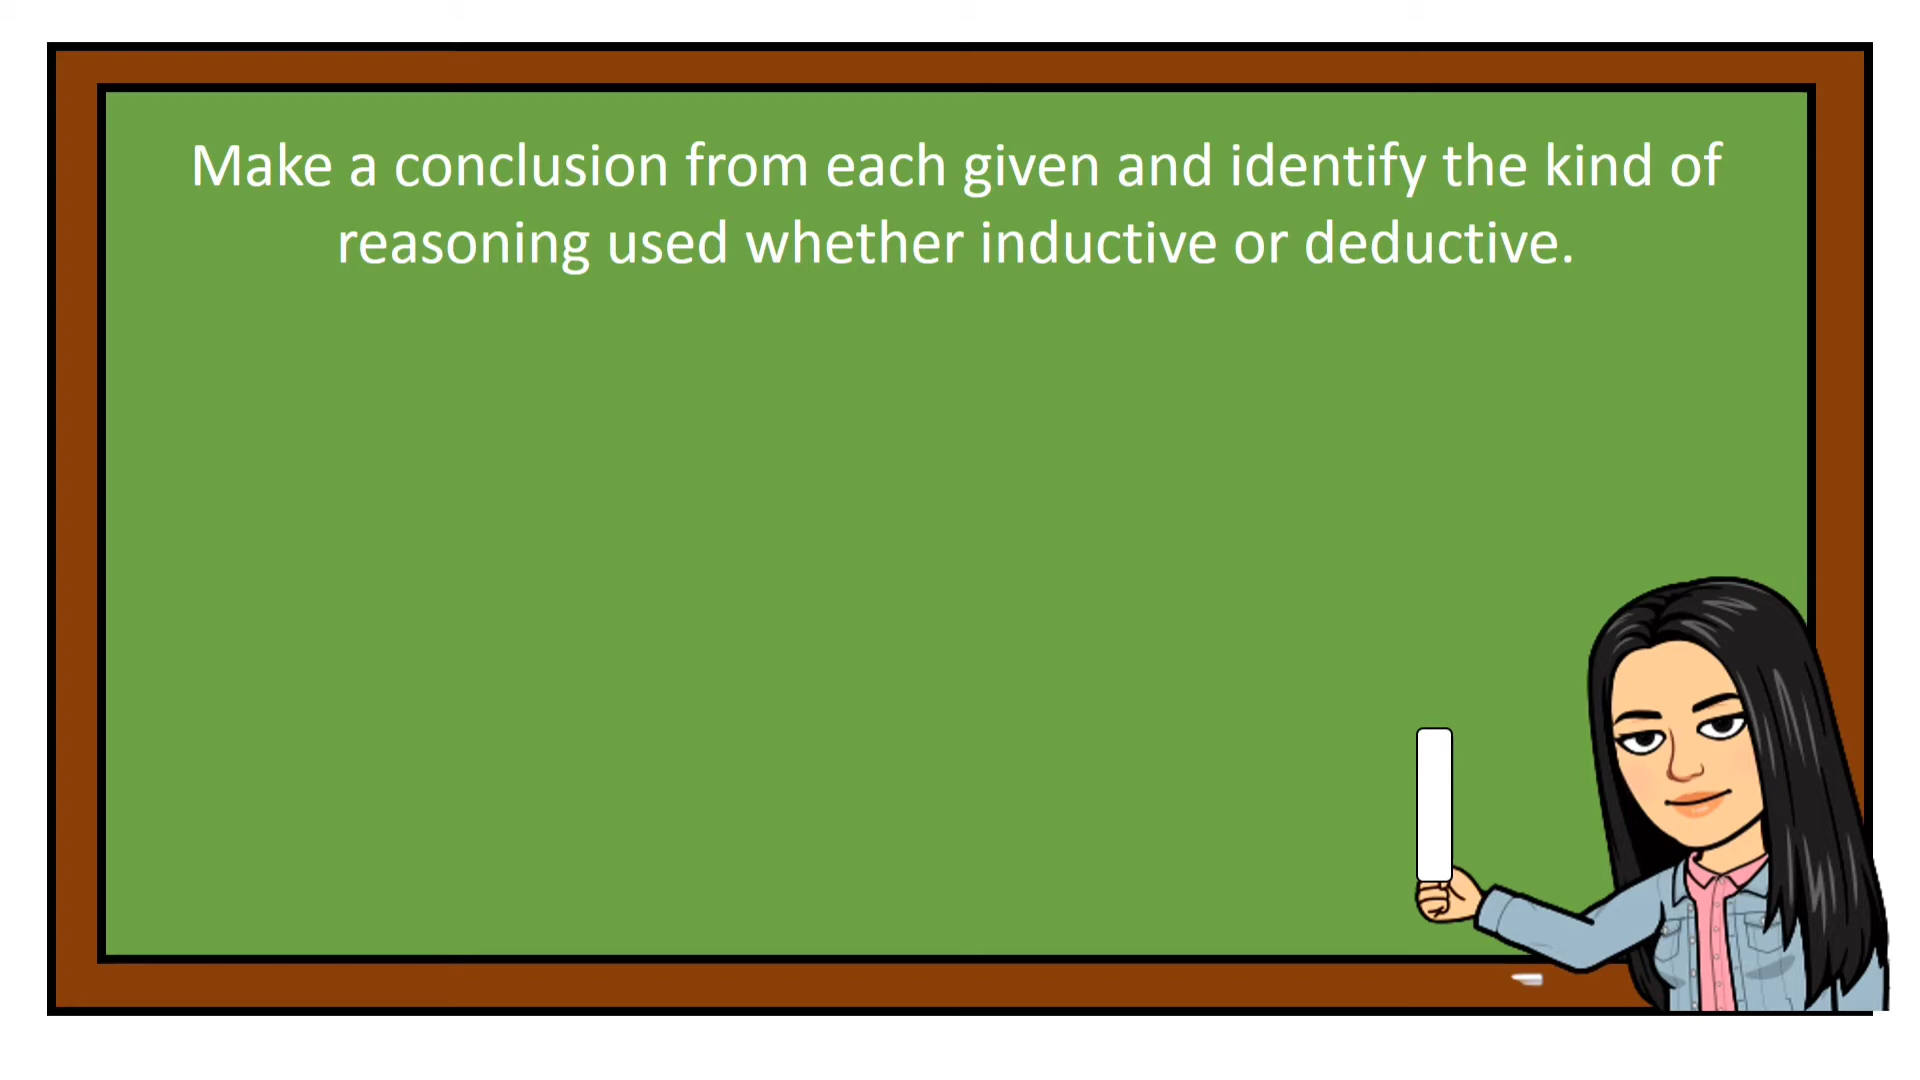 Make a conclusion from each given and identify the kind of
reasoning used whether inductive or deductive.